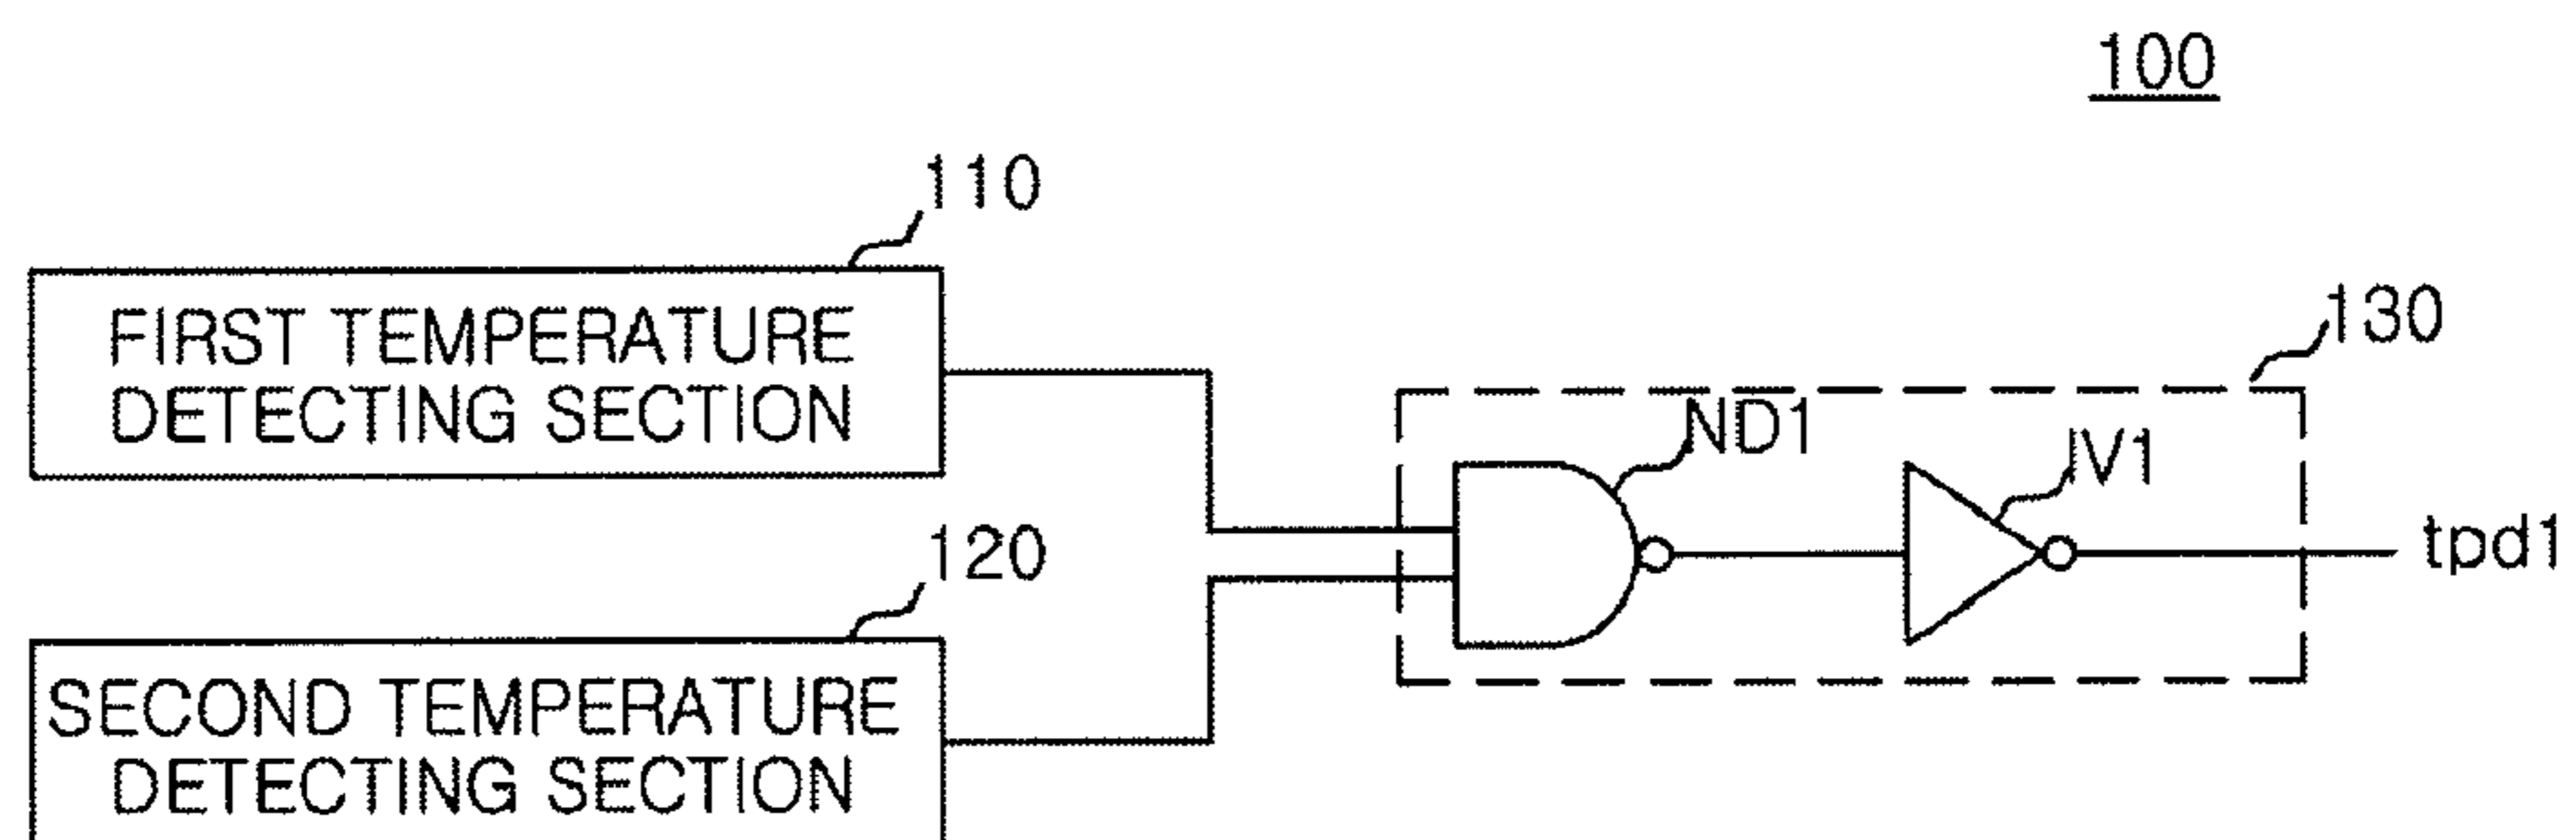 100
110
FIRST TEMPERATURE
DETECTING SECTION
130
ND1
IV1
tpd1
120
SECOND TEMPERATURE
DETECTING SECTION